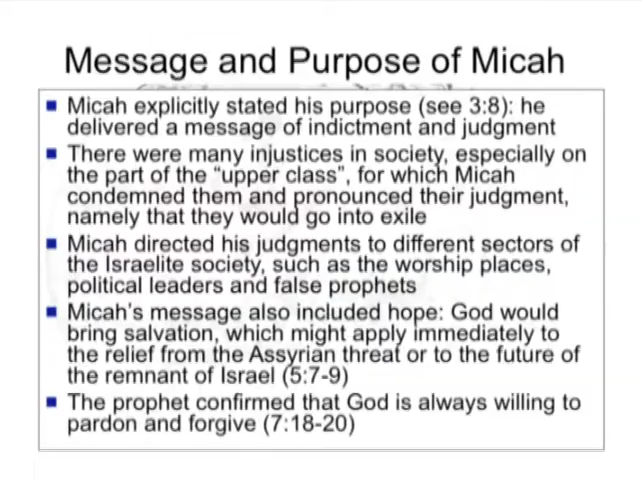 Message and Purpose of Micah
Micah explicitly stated his purpose (see 3:8): he
delivered a message of indictment and judgment
There were many injustices in society, especially on
the part of the "upper class", for which Micah
condemned them and pronounced their judgment,
namely that they would go into exile
Micah directed his judgments to different sectors of
the Israelite society, such as the worship places,
political leaders and false prophets
Micah's message also included hope: God would
bring salvation, which might apply immediately to
the relief from the Assyrian threat or to the future of
the remnant of Israel (5:7-9)
The prophet confirmed that God is always willing to
pardon and forgive (7:18-20)